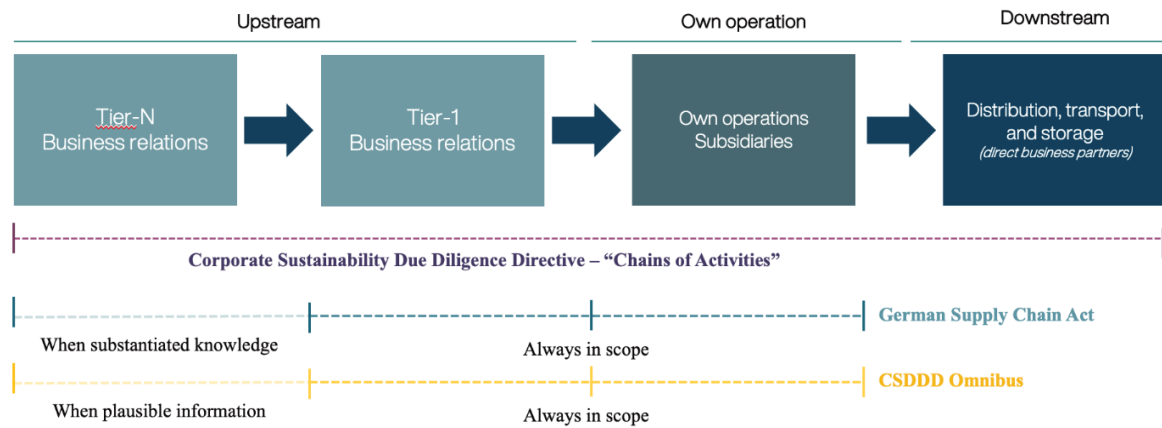 Upstream
Own operation
Downstream
Tier-N
Business relations
Tier-1
Business relations
Own operations
Subsidiaries
Distribution, transport,
and storage
(direct business partners)
Corporate Sustainability Due Diligence Directive – “Chains of Activities”
German Supply Chain Act
When substantiated knowledge
Always in scope
CSDDD Omnibus
When plausible information
Always in scope